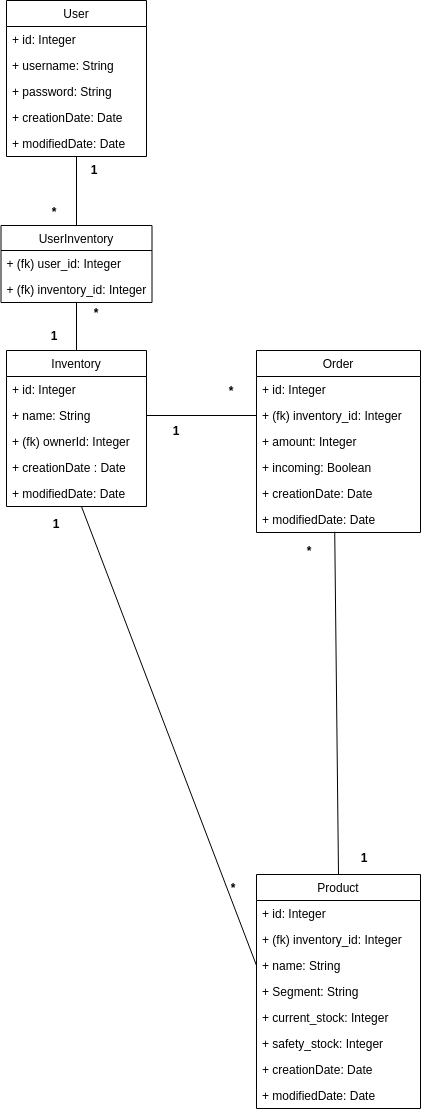 User
+ id: Integer
+ username: String
+ password: String
+ creationDate: Date
+ modifiedDate: Date
1
*
UserInventory
+ (fk) user_id: Integer
+ (fk) inventory_id: Integer
*
1
Inventory
+ id: Integer
+ name: String
+ (fk) ownerId: Integer
+ creationDate : Date
+ modifiedDate: Date
*
1
Order
+ id: Integer
+ (fk) inventory_id: Integer
+ amount: Integer
+ incoming: Boolean
+ creationDate: Date
+ modifiedDate: Date
1
*
1
*
Product
+ id: Integer
+ (fk) inventory_id: Integer
+ name: String
+ Segment: String
+ current_stock: Integer
+ safety_stock: Integer
+ creationDate: Date
+ modifiedDate: Date